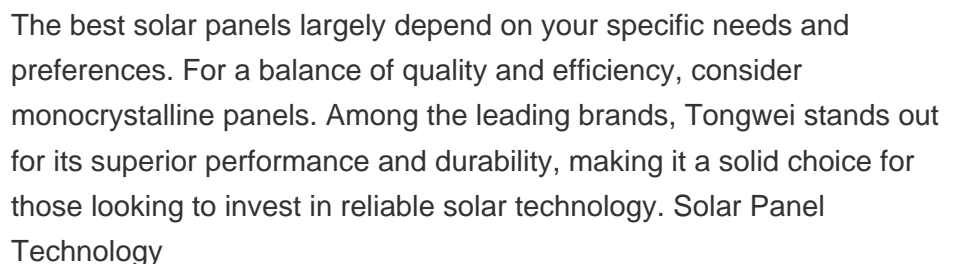 The best solar panels largely depend on your specific needs and
preferences. For a balance of quality and efficiency, consider
monocrystalline panels. Among the leading brands, Tongwei stands out
for its superior performance and durability, making it a solid choice for
those looking to invest in reliable solar technology. Solar Panel
Technology